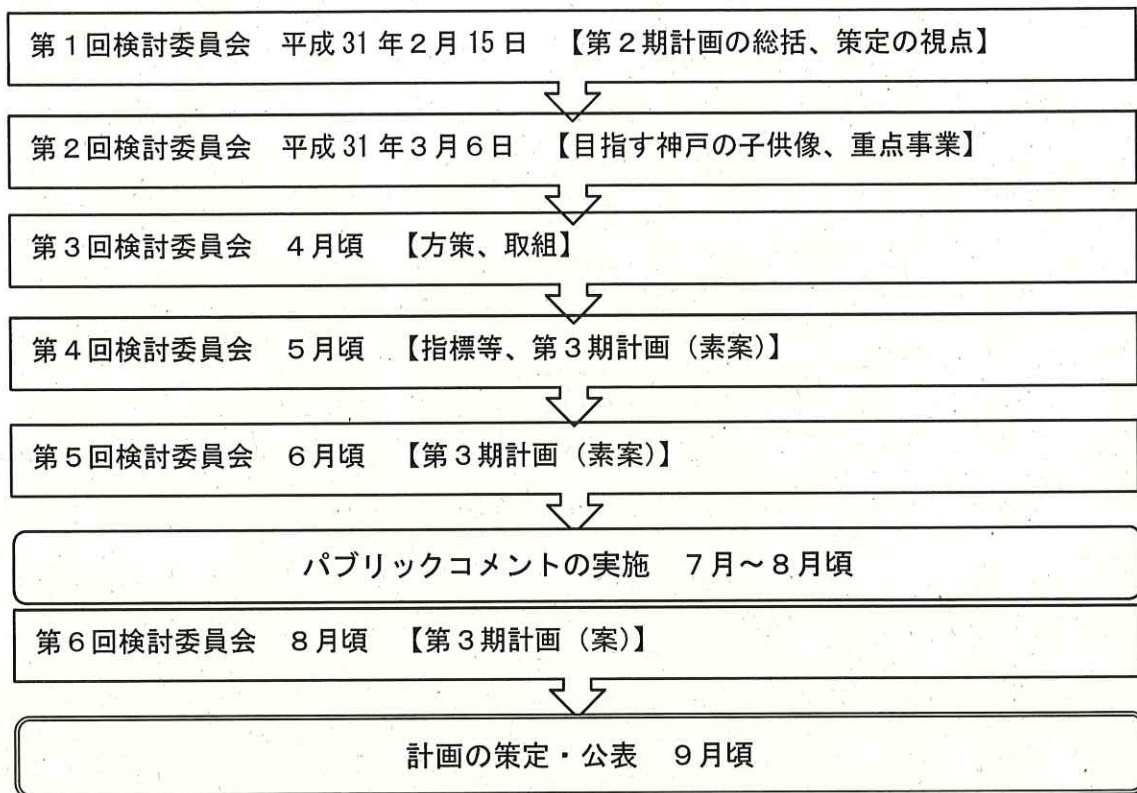 第1回検討委員会　平成31年2月15日　【第2期計画の総括、策定の視点】
第2回検討委員会　平成31年3月6日　【目指す神戸の子供像、重点事業】
第3回検討委員会　4月頃　【方策、取組】
第4回検討委員会　5月頃　【指標等、第3期計画（素案）】
第5回検討委員会　6月頃　【第3期計画（素案）】
パブリックコメントの実施　7月～8月頃
第6回検討委員会　8月頃　【第3期計画（案）】
計画の策定・公表　9月頃